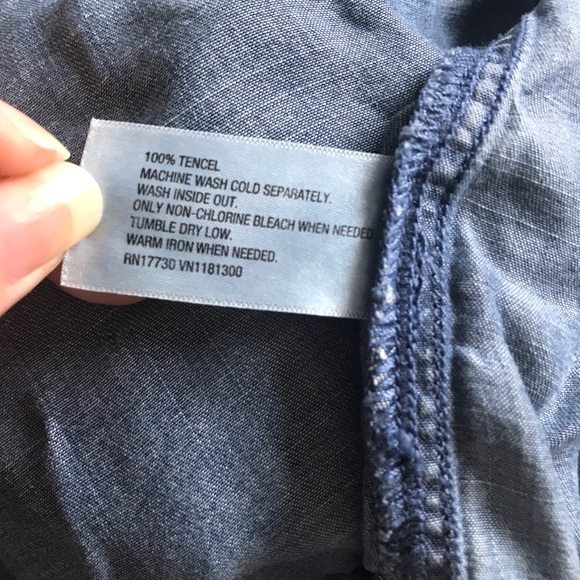 100% TENCEL
MACHINE WASH COLD SEPARATELY.
WASH INSIDE OUT.
ONLY NON-CHLORINE BLEACH WHEN NEEDED
TUMBLE DRY LOW.
WARM IRON WHEN NEEDED.
RN17730 VN1181300